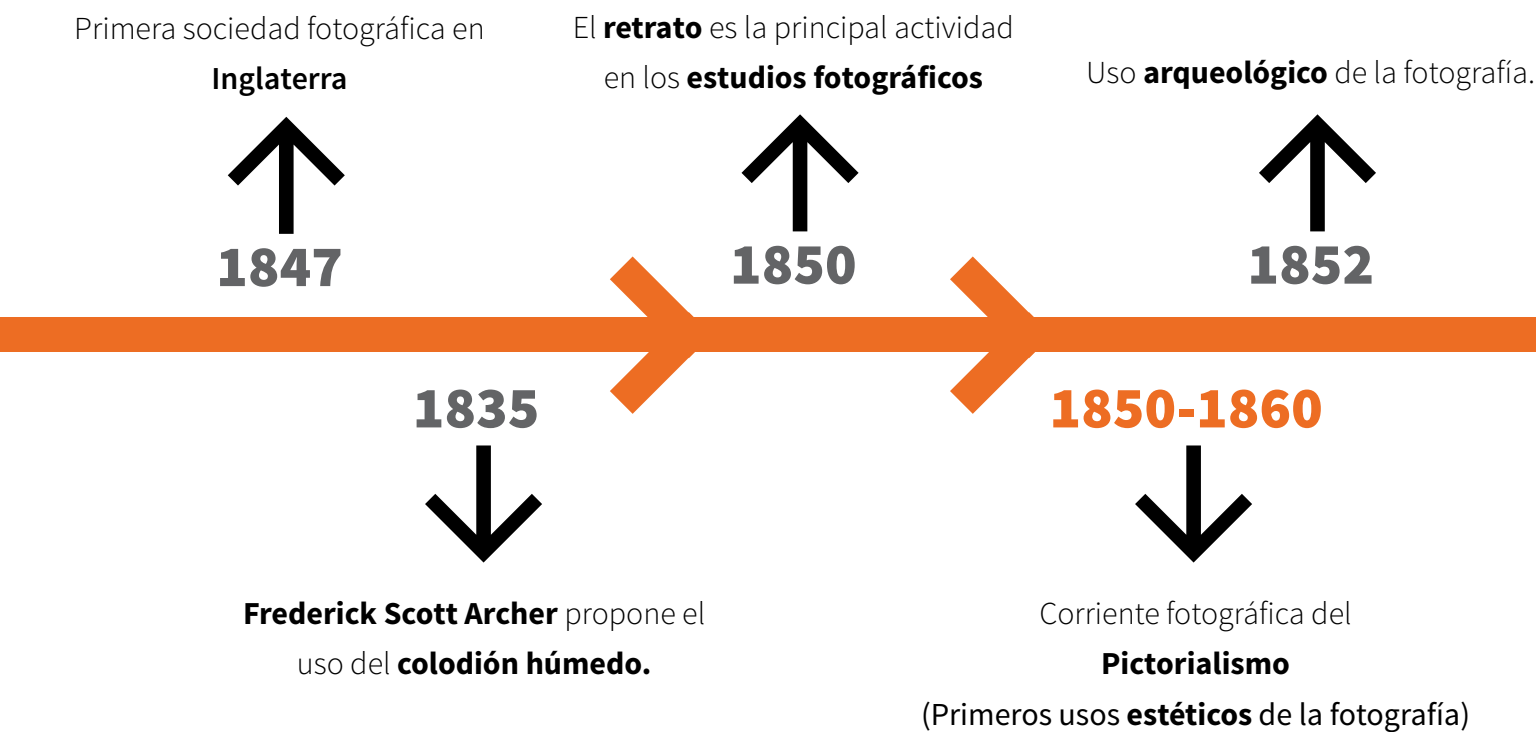 Primera sociedad fotográfica en
Inglaterra
1847
El retrato es la principal actividad
en los estudios fotográficos
1850
Uso arqueológico de la fotografía.
1852
1835
Frederick Scott Archer propone el
uso del colodión húmedo.
1850-1860
Corriente fotográfica del
Pictorialismo
(Primeros usos estéticos de la fotografía)